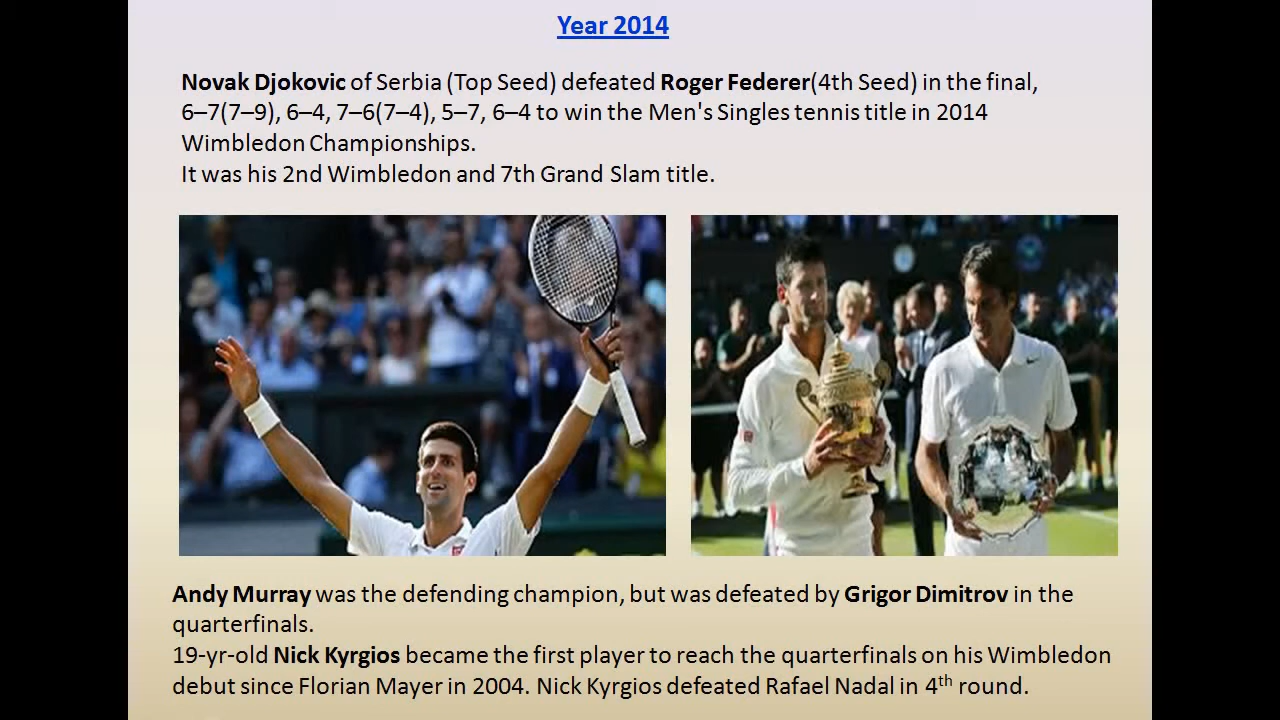 Year 2014
Novak Djokovic of Serbia (Top Seed) defeated Roger Federer(4th Seed) in the final,
6–7(7–9), 6–4, 7–6(7–4), 5–7, 6–4 to win the Men's Singles tennis title in 2014
Wimbledon Championships.
It was his 2nd Wimbledon and 7th Grand Slam title.
Andy Murray was the defending champion, but was defeated by Grigor Dimitrov in the
quarterfinals.
19-yr-old Nick Kyrgios became the first player to reach the quarterfinals on his Wimbledon
debut since Florian Mayer in 2004. Nick Kyrgios defeated Rafael Nadal in 4th round.